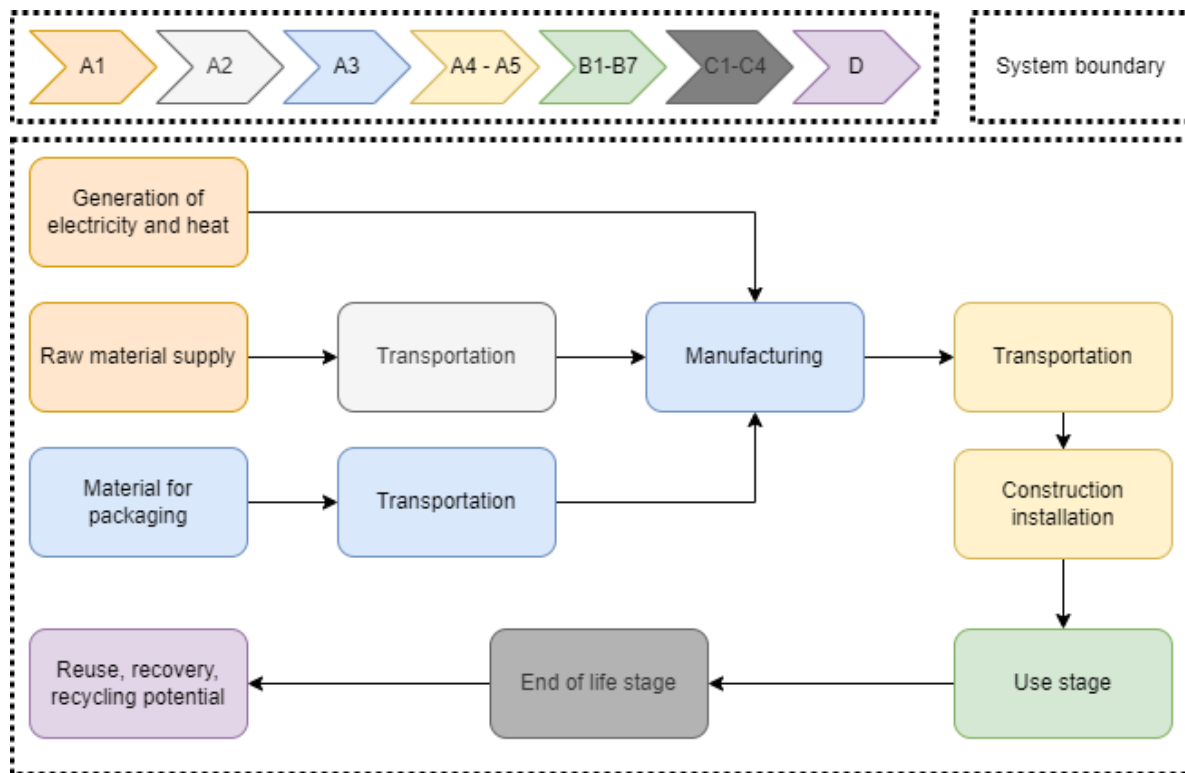 A1
A2
A3
A4 - A5
B1-B7
C1-C4
D
System boundary
Generation of
electricity and heat
Raw material supply
Transportation
Manufacturing
Transportation
Material for
packaging
Transportation
Construction
installation
Reuse, recovery,
recycling potential
End of life stage
Use stage